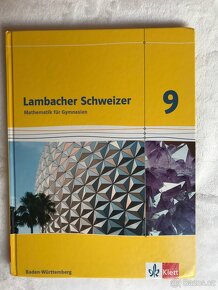 Lambacher Schweizer 9
Mathematik für Gymnasien
Baden-Württemberg
Klett